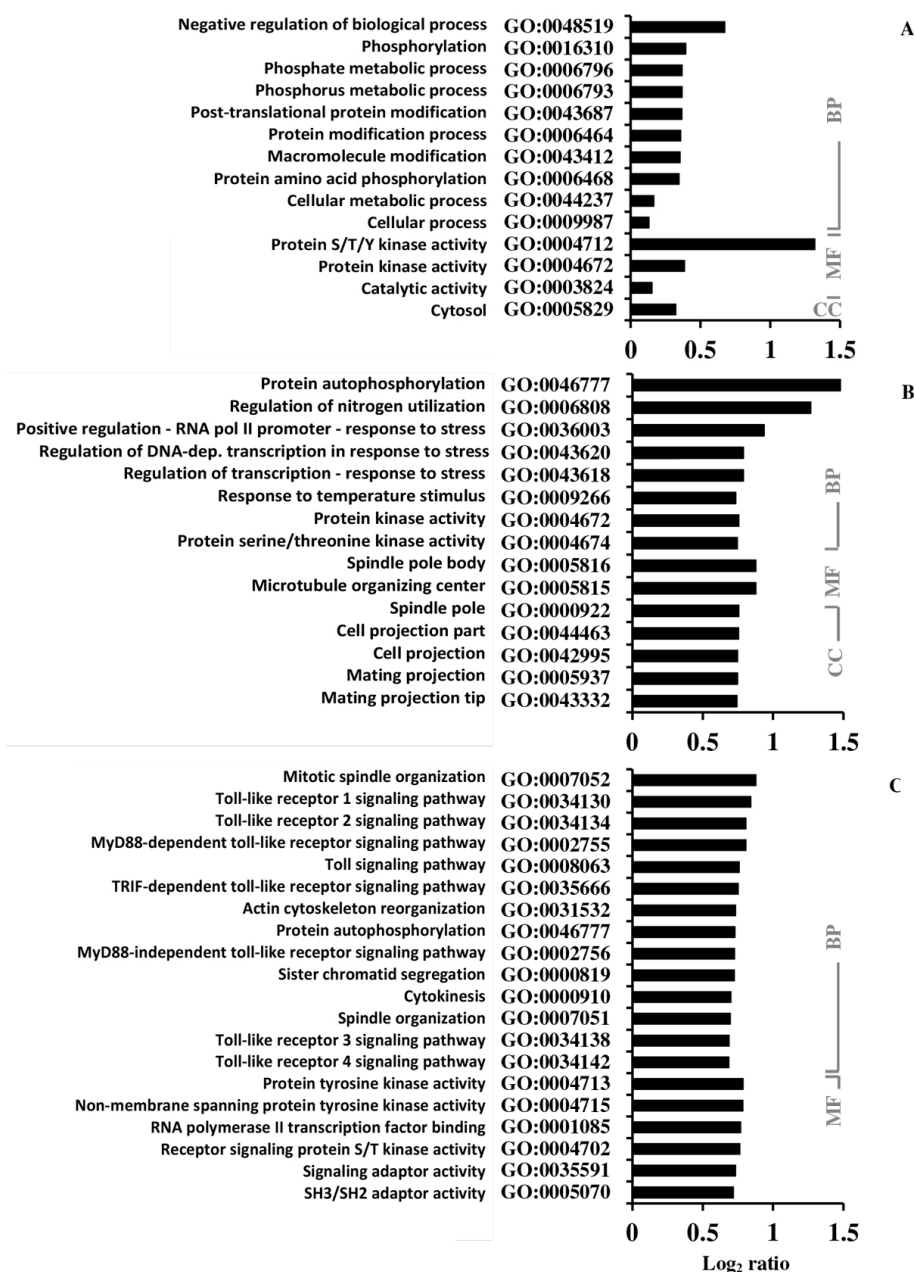 A
Negative regulation of biological process GO:0048519
Phosphorylation GO:0016310
Phosphate metabolic process GO:0006796
Phosphorus metabolic process GO:0006793
Post-translational protein modification GO:0043687
Protein modification process GO:0006464
Macromolecule modification GO:0043412
Protein amino acid phosphorylation GO:0006468
Cellular metabolic process GO:0044237
Cellular process GO:0009987
Protein S/T/Y kinase activity GO:0004712
Protein kinase activity GO:0004672
Catalytic activity GO:0003824
Cytosol GO:0005829
BP
MF
CC
0 0.5 1 1.5
B
Protein autophosphorylation GO:0046777
Regulation of nitrogen utilization GO:0006808
Positive regulation - RNA pol II promoter - response to stress GO:0036003
Regulation of DNA-dep. transcription in response to stress GO:0043620
Regulation of transcription - response to stress GO:0043618
Response to temperature stimulus GO:0009266
Protein kinase activity GO:0004672
Protein serine/threonine kinase activity GO:0004674
Spindle pole body GO:0005816
Microtubule organizing center GO:0005815
Spindle pole GO:0000922
Cell projection part GO:0044463
Cell projection GO:0042995
Mating projection GO:0005937
Mating projection tip GO:0043332
BP
MF
CC
0 0.5 1 1.5
C
Mitotic spindle organization GO:0007052
Toll-like receptor 1 signaling pathway GO:0034130
Toll-like receptor 2 signaling pathway GO:0034134
MyD88-dependent toll-like receptor signaling pathway GO:0002755
Toll signaling pathway GO:0008063
TRIF-dependent toll-like receptor signaling pathway GO:0035666
Actin cytoskeleton reorganization GO:0031532
Protein autophosphorylation GO:0046777
MyD88-independent toll-like receptor signaling pathway GO:0002756
Sister chromatid segregation GO:0000819
Cytokinesis GO:0000910
Spindle organization GO:0007051
Toll-like receptor 3 signaling pathway GO:0034138
Toll-like receptor 4 signaling pathway GO:0034142
Protein tyrosine kinase activity GO:0004713
Non-membrane spanning protein tyrosine kinase activity GO:0004715
RNA polymerase II transcription factor binding GO:0001085
Receptor signaling protein S/T kinase activity GO:0004702
Signaling adaptor activity GO:0035591
SH3/SH2 adaptor activity GO:0005070
BP
MF
0 0.5 1 1.5
Log₂ ratio